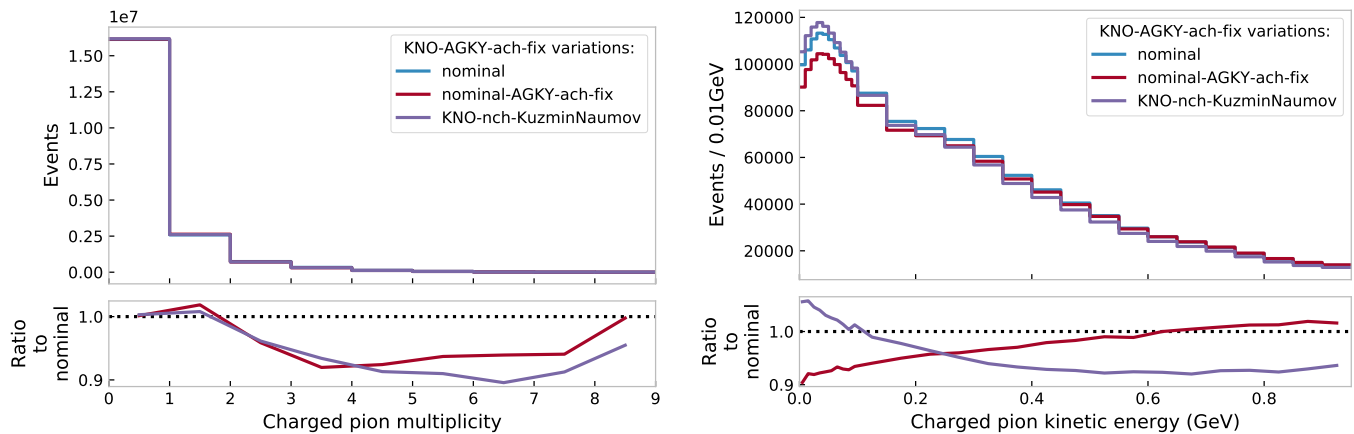 1e7
KNO-AGKY-ach-fix variations:
nominal
nominal-AGKY-ach-fix
KNO-nch-KuzminNaumov
Events
1.50
1.25
1.00
0.75
0.50
0.25
0.00
Ratio
to
nominal
1.0
0.9
0 1 2 3 4 5 6 7 8 9
Charged pion multiplicity
KNO-AGKY-ach-fix variations:
nominal
nominal-AGKY-ach-fix
KNO-nch-KuzminNaumov
Events / 0.01GeV
120000
100000
80000
60000
40000
20000
Ratio
to
nominal
1.0
0.9
0.0 0.2 0.4 0.6 0.8
Charged pion kinetic energy (GeV)